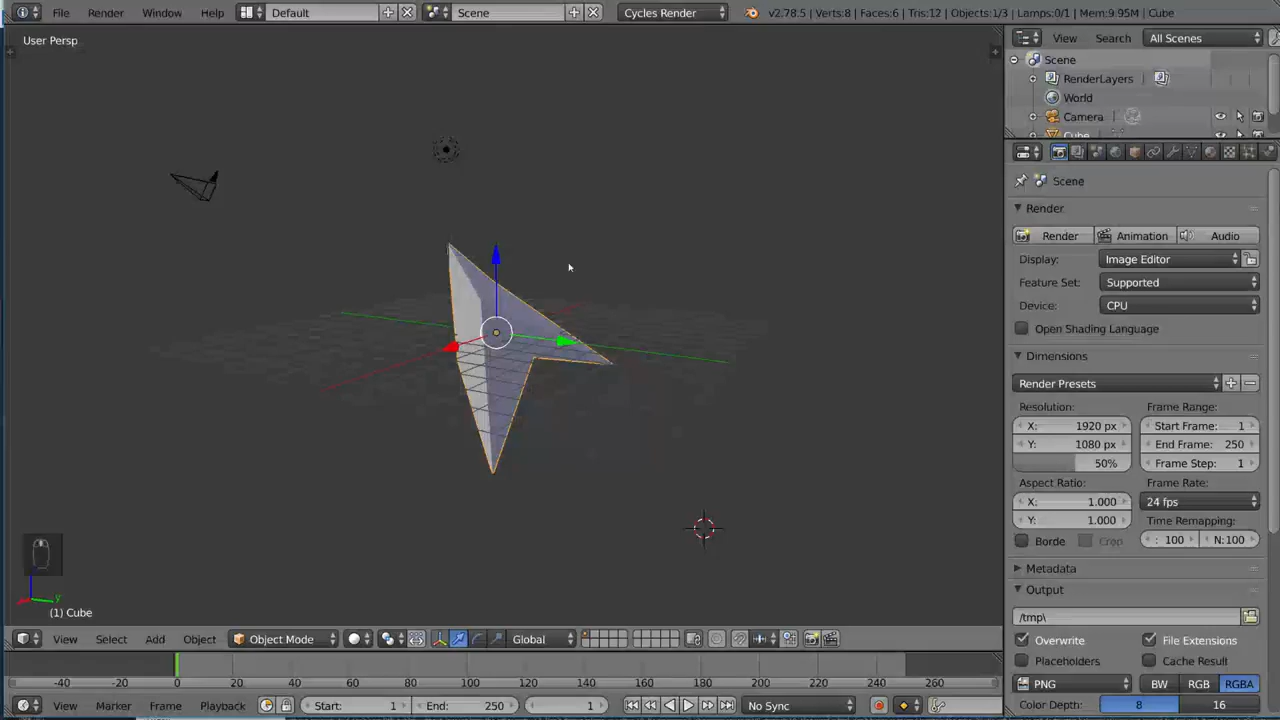 File Render Window Help Default Scene Cycles Render v2.78.5 | Verts:8 | Faces:6 | Tris:12 | Objects:1/3 | Lamps:0/1 | Mem:9.95M | Cube
User Persp
View Search All Scenes
Scene
RenderLayers
World
Camera
Cube
Scene
Render
Render Animation Audio
Display: Image Editor
Feature Set: Supported
Device: CPU
Open Shading Language
Dimensions
Render Presets
Resolution: Frame Range:
X: 1920 px Start Frame: 1
Y: 1080 px End Frame: 250
50% Frame Step: 1
Aspect Ratio: Frame Rate:
X: 1.000 24 fps
Y: 1.000 Time Remapping:
Borde Crop : 100 N:100
Metadata
Output
/tmp\
Overwrite File Extensions
Placeholders Cache Result
PNG BW RGB RGBA
Color Depth: 8 16
y
(1) Cube
View Select Add Object Object Mode Global
-40 -20 0 20 40 60 80 100 120 140 160 180 200 220 240 260
View Marker Frame Playback Start: 1 End: 250 1 No Sync